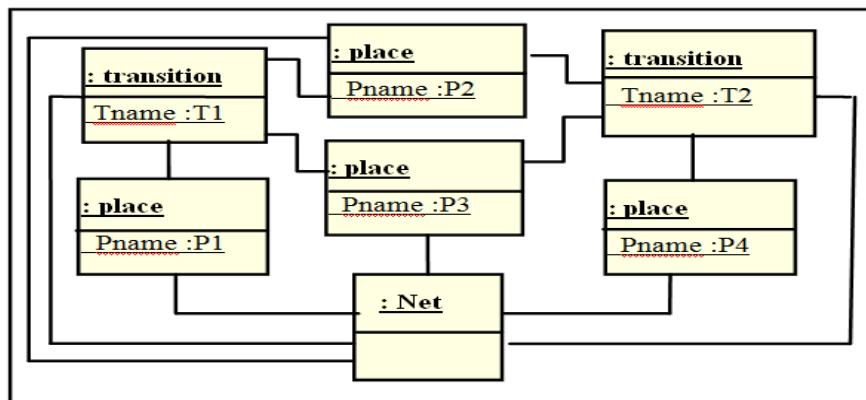 : place
Pname :P2
: transition
Tname :T1
: transition
Tname :T2
: place
Pname :P3
: place
Pname :P1
: place
Pname :P4
: Net